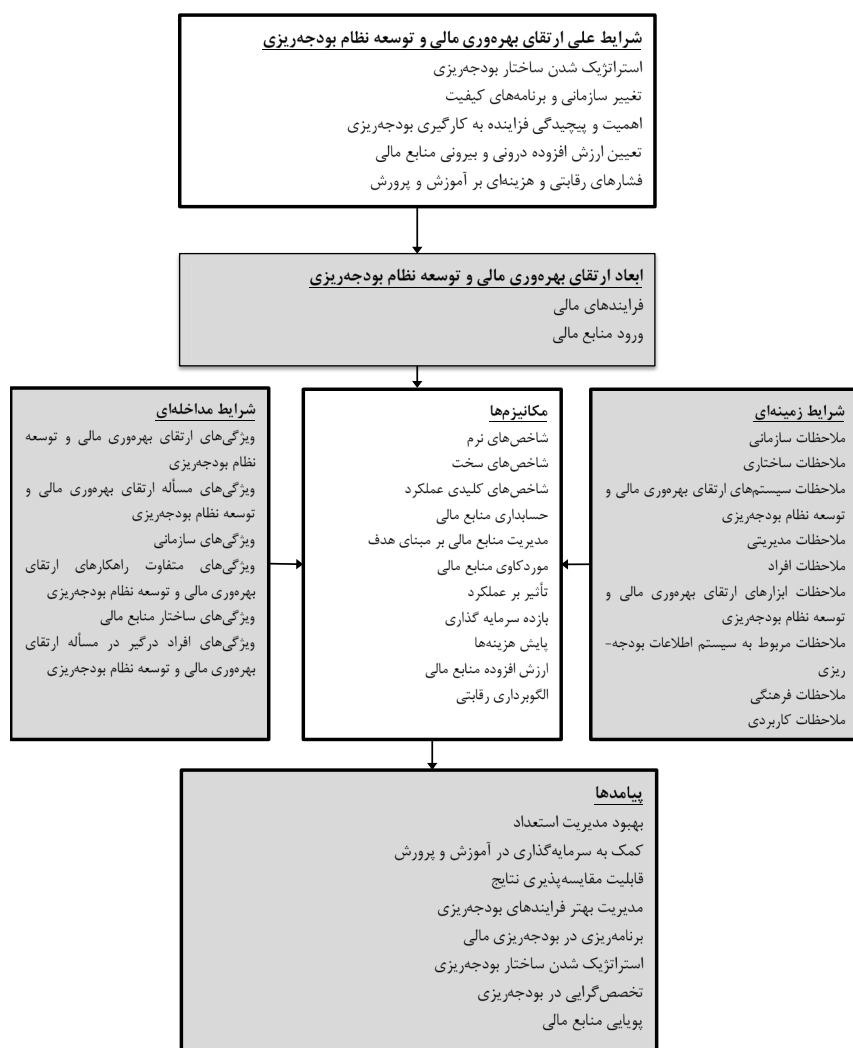 شرایط علی ارتقای بهره‌وری مالی و توسعه نظام بودجه‌ریزی
استراتژیک شدن ساختار بودجه‌ریزی
تغییر سازمانی و برنامه‌های کیفیت
اهمیت و پیچیدگی فزاینده به کارگیری بودجه‌ریزی
تعیین ارزش افزوده درونی و بیرونی منابع مالی
فشارهای رقابتی و هزینه‌ای بر آموزش و پرورش
ابعاد ارتقای بهره‌وری مالی و توسعه نظام بودجه‌ریزی
فرایندهای مالی
ورود منابع مالی
شرایط زمینه‌ای
ملاحظات سازمانی
ملاحظات ساختاری
ملاحظات سیستم‌های ارتقای بهره‌وری مالی و
توسعه نظام بودجه‌ریزی
ملاحظات مدیریتی
ملاحظات افراد
ملاحظات ابزارهای ارتقای بهره‌وری مالی و
توسعه نظام بودجه‌ریزی
ملاحظات مربوط به سیستم اطلاعات بودجه-
ریزی
ملاحظات فرهنگی
ملاحظات کاربردی
مکانیزم‌ها
شاخص‌های نرم
شاخص‌های سخت
شاخص‌های کلیدی عملکرد
حسابداری منابع مالی
مدیریت منابع مالی بر مبنای هدف
موردکاوی منابع مالی
تأثیر بر عملکرد
بازده سرمایه گذاری
پایش هزینه‌ها
ارزش افزوده منابع مالی
الگوبرداری رقابتی
شرایط مداخله‌ای
ویژگی‌های ارتقای بهره‌وری مالی و توسعه
نظام بودجه‌ریزی
ویژگی‌های مسأله ارتقای بهره‌وری مالی و
توسعه نظام بودجه‌ریزی
ویژگی‌های سازمانی
ویژگی‌های متفاوت راهکارهای ارتقای
بهره‌وری مالی و توسعه نظام بودجه‌ریزی
ویژگی‌های ساختار منابع مالی
ویژگی‌های افراد درگیر در مسأله ارتقای
بهره‌وری مالی و توسعه نظام بودجه‌ریزی
پیامدها
بهبود مدیریت استعداد
کمک به سرمایه‌گذاری در آموزش و پرورش
قابلیت مقایسه‌پذیری نتایج
مدیریت بهتر فرایندهای بودجه‌ریزی
برنامه‌ریزی در بودجه‌ریزی مالی
استراتژیک شدن ساختار بودجه‌ریزی
تخصص‌گرایی در بودجه‌ریزی
پویایی منابع مالی